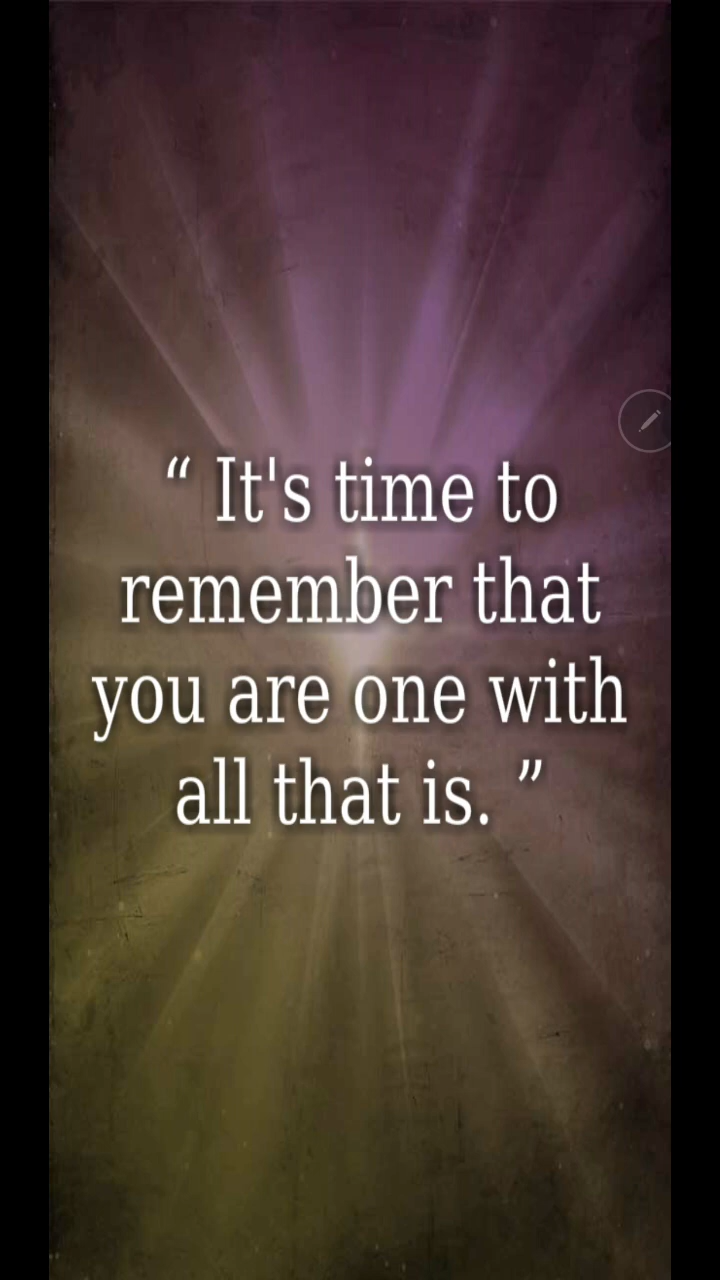 “ It's time to
remember that
you are one with
all that is. ”